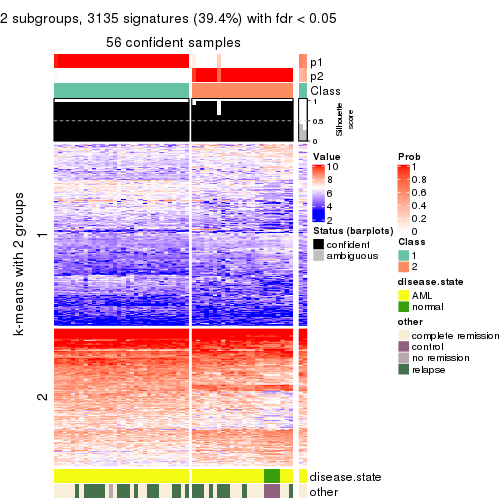 2 subgroups, 3135 signatures (39.4%) with fdr < 0.05
56 confident samples
p1
p2
Class
1
0.5
0
Silhouette
score
k-means with 2 groups
1
2
Value
10
8
6
4
2
Status (barplots)
confident
ambiguous
Prob
1
0.8
0.6
0.4
0.2
0
Class
1
2
disease.state
AML
normal
other
complete remission
control
no remission
relapse
disease.state
other